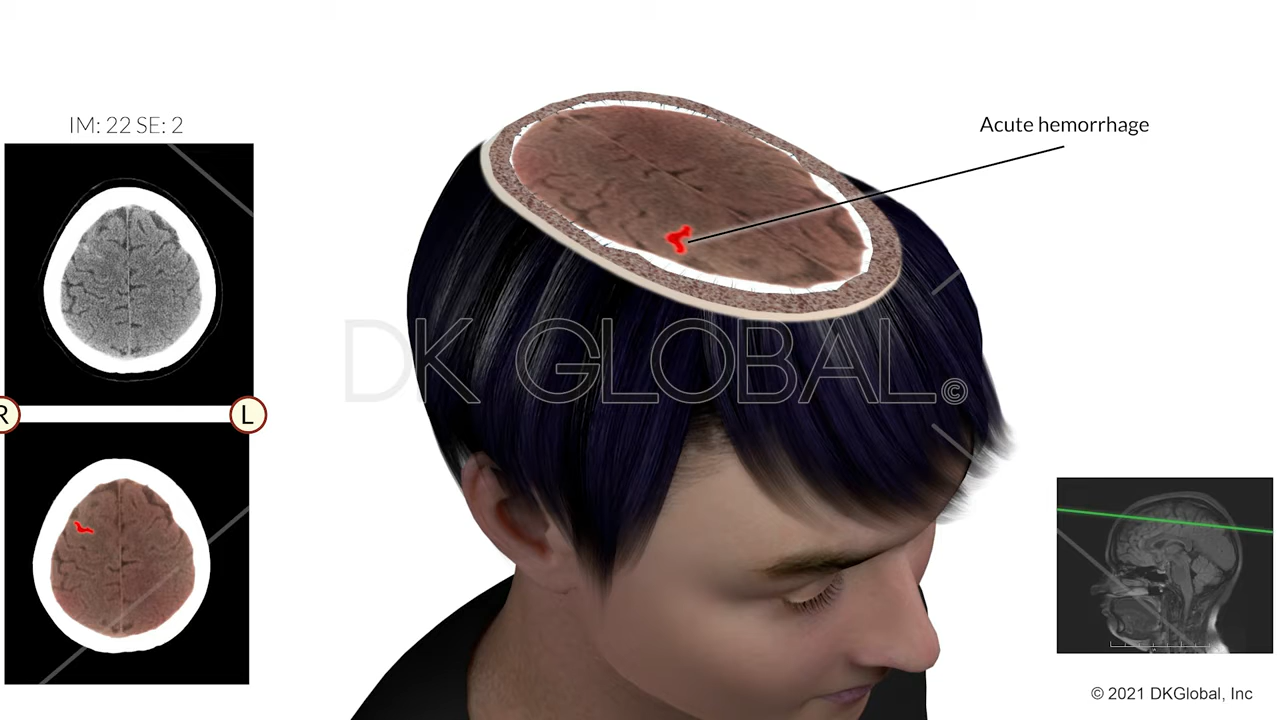 IM: 22 SE: 2
Acute hemorrhage
DK GLOBAL©
R
L
© 2021 DKGlobal, Inc